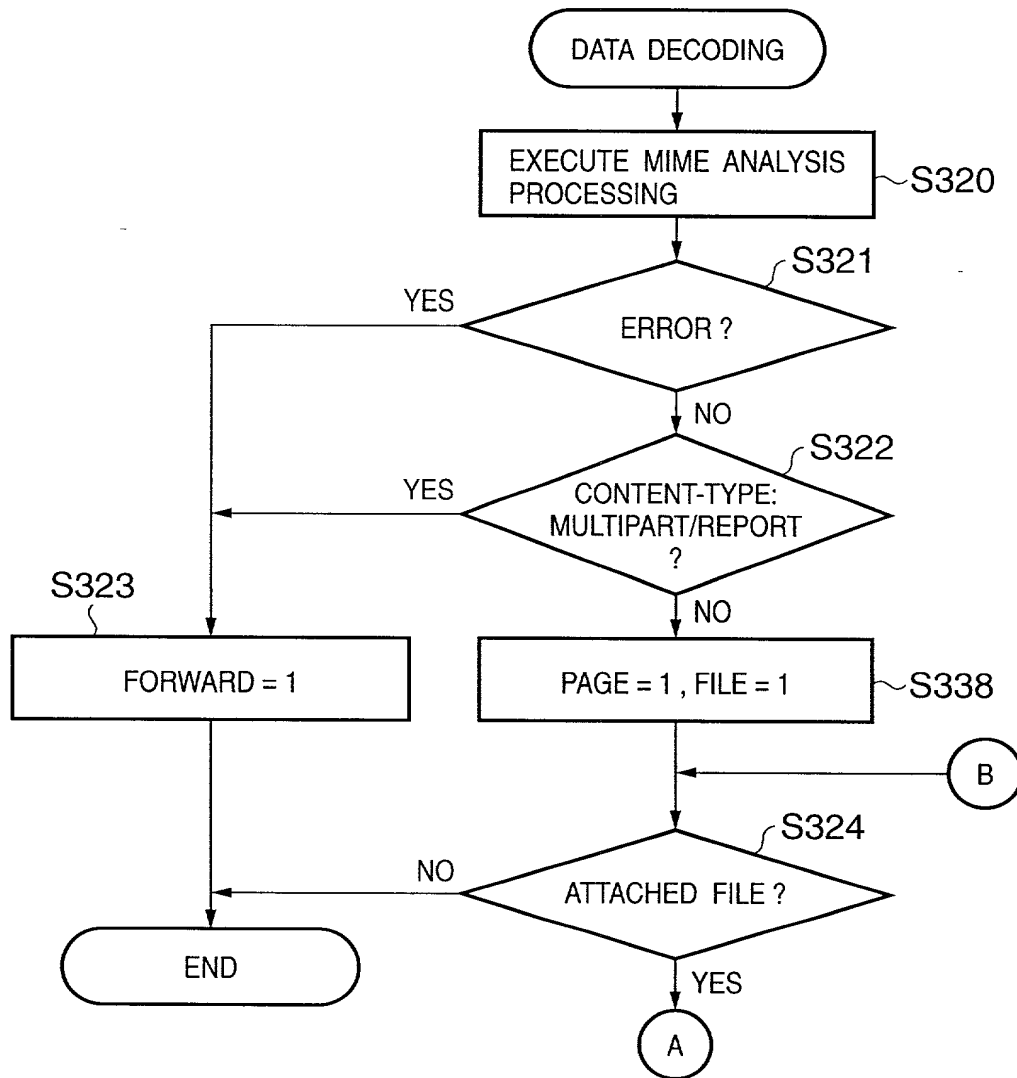 DATA DECODING
EXECUTE MIME ANALYSIS
PROCESSING
S320
S321
YES
ERROR ?
NO
S322
YES
CONTENT-TYPE:
MULTIPART/REPORT
?
S323
NO
FORWARD = 1
PAGE = 1 , FILE = 1
S338
B
S324
NO
ATTACHED FILE ?
END
YES
A